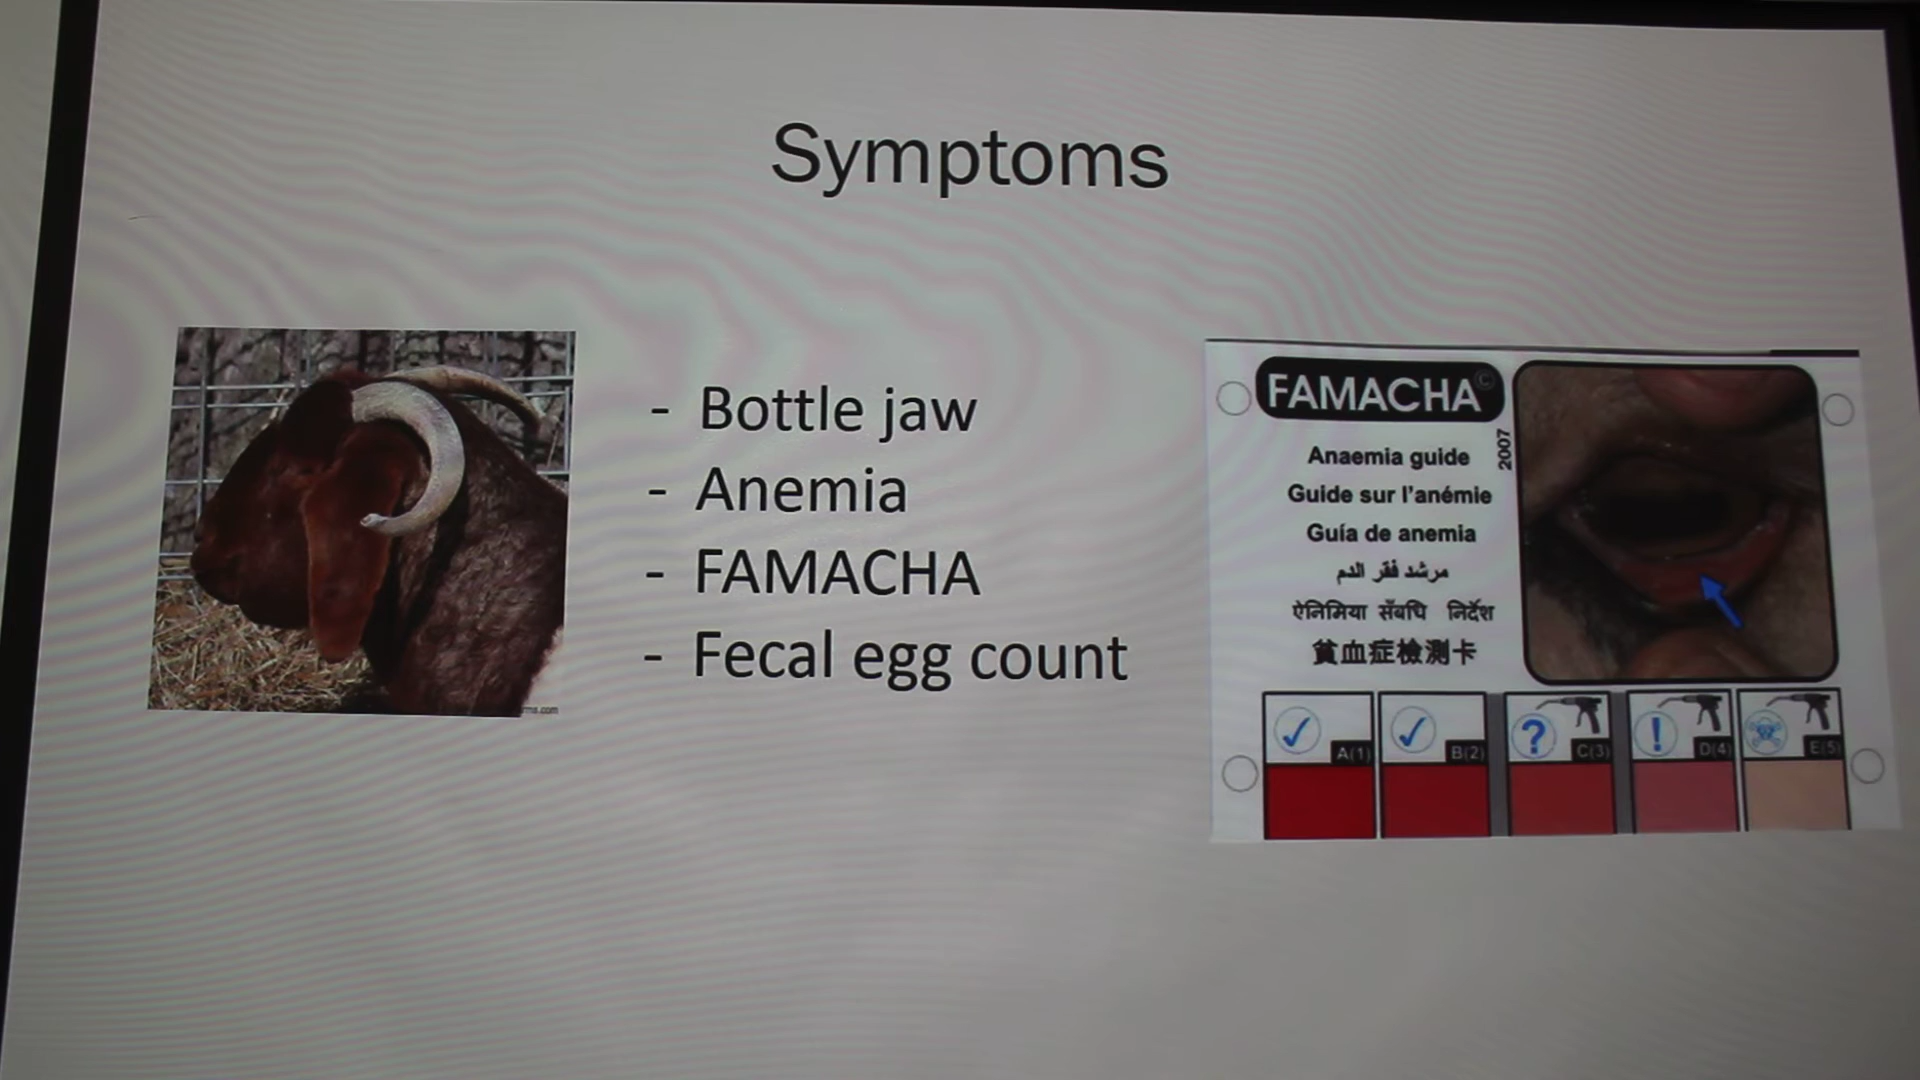 Symptoms
- Bottle jaw
- Anemia
- FAMACHA
- Fecal egg count
FAMACHA©
2007
Anaemia guide
Guide sur l'anémie
Guía de anemia
مرشد فقر الدم
ऐनिमिया सँबधि निर्देश
貧血症檢測卡
✓ A(1)
✓ B(2)
? C(3)
! D(4)
E(5)